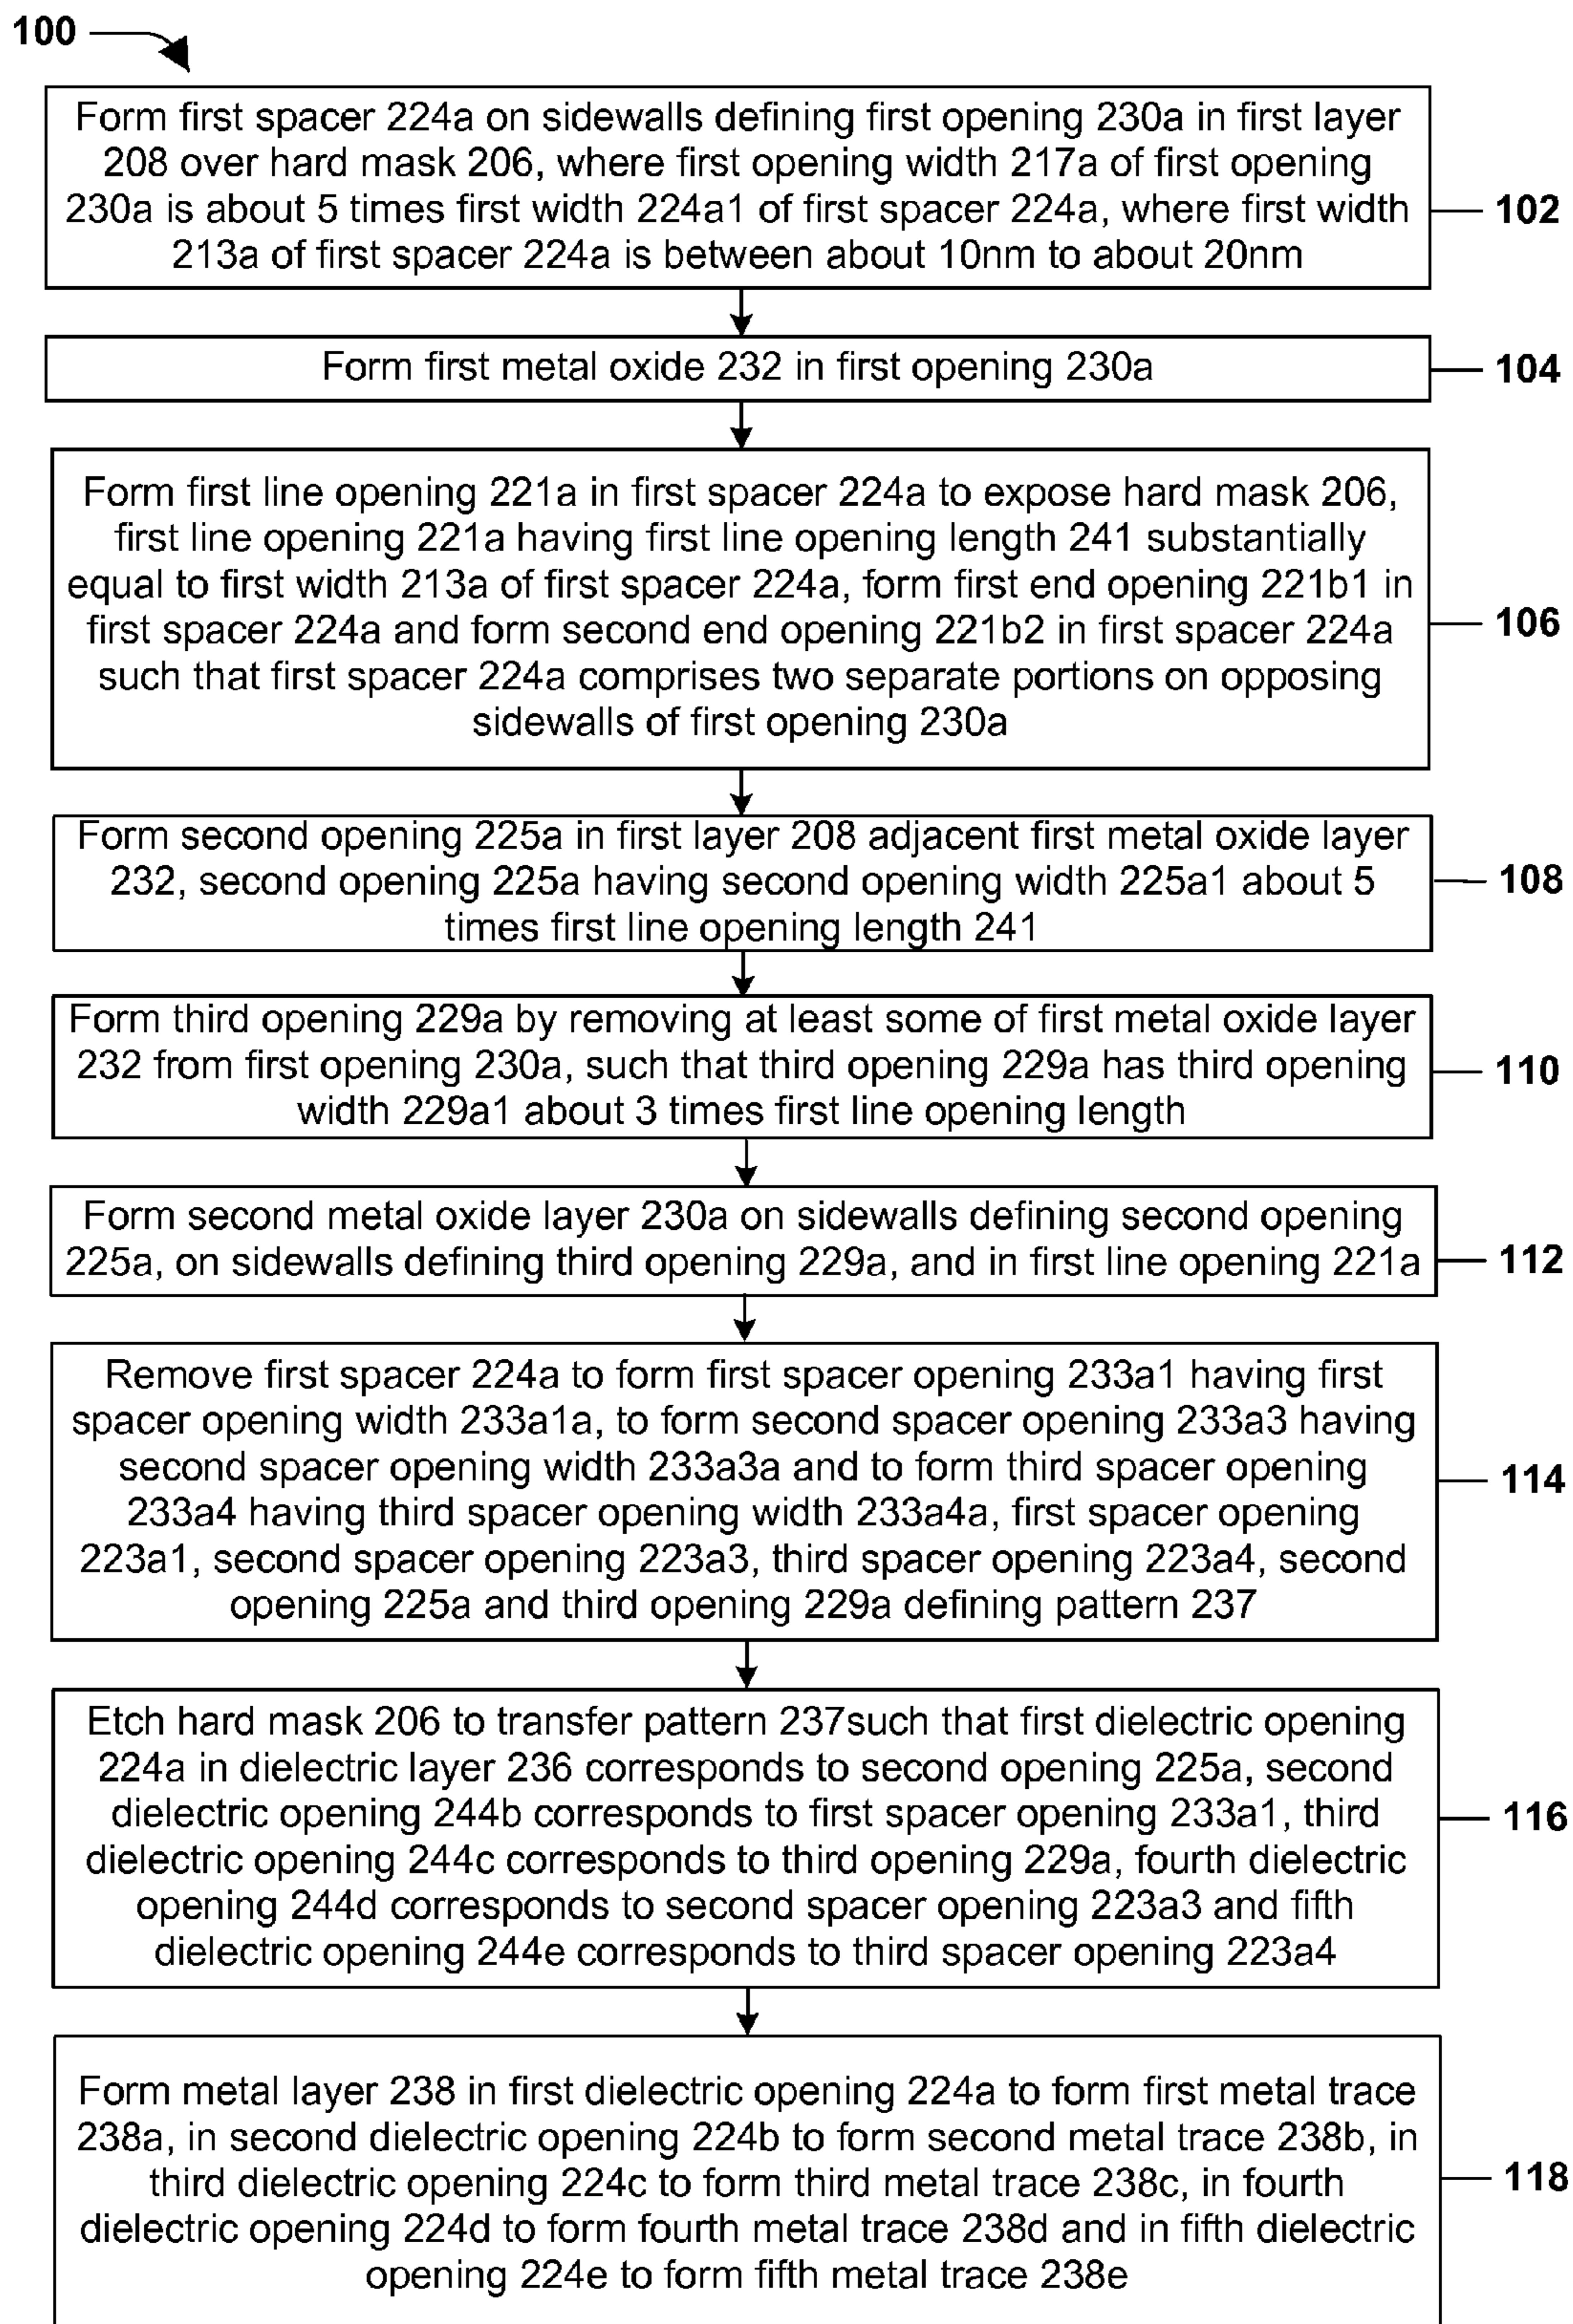 100
Form first spacer 224a on sidewalls defining first opening 230a in first layer
208 over hard mask 206, where first opening width 217a of first opening
230a is about 5 times first width 224a1 of first spacer 224a, where first width
213a of first spacer 224a is between about 10nm to about 20nm
102
Form first metal oxide 232 in first opening 230a
104
Form first line opening 221a in first spacer 224a to expose hard mask 206,
first line opening 221a having first line opening length 241 substantially
equal to first width 213a of first spacer 224a, form first end opening 221b1 in
first spacer 224a and form second end opening 221b2 in first spacer 224a
such that first spacer 224a comprises two separate portions on opposing
sidewalls of first opening 230a
106
Form second opening 225a in first layer 208 adjacent first metal oxide layer
232, second opening 225a having second opening width 225a1 about 5
times first line opening length 241
108
Form third opening 229a by removing at least some of first metal oxide layer
232 from first opening 230a, such that third opening 229a has third opening
width 229a1 about 3 times first line opening length
110
Form second metal oxide layer 230a on sidewalls defining second opening
225a, on sidewalls defining third opening 229a, and in first line opening 221a
112
Remove first spacer 224a to form first spacer opening 233a1 having first
spacer opening width 233a1a, to form second spacer opening 233a3 having
second spacer opening width 233a3a and to form third spacer opening
233a4 having third spacer opening width 233a4a, first spacer opening
223a1, second spacer opening 223a3, third spacer opening 223a4, second
opening 225a and third opening 229a defining pattern 237
114
Etch hard mask 206 to transfer pattern 237such that first dielectric opening
224a in dielectric layer 236 corresponds to second opening 225a, second
dielectric opening 244b corresponds to first spacer opening 233a1, third
dielectric opening 244c corresponds to third opening 229a, fourth dielectric
opening 244d corresponds to second spacer opening 223a3 and fifth
dielectric opening 244e corresponds to third spacer opening 223a4
116
Form metal layer 238 in first dielectric opening 224a to form first metal trace
238a, in second dielectric opening 224b to form second metal trace 238b, in
third dielectric opening 224c to form third metal trace 238c, in fourth
dielectric opening 224d to form fourth metal trace 238d and in fifth dielectric
opening 224e to form fifth metal trace 238e
118